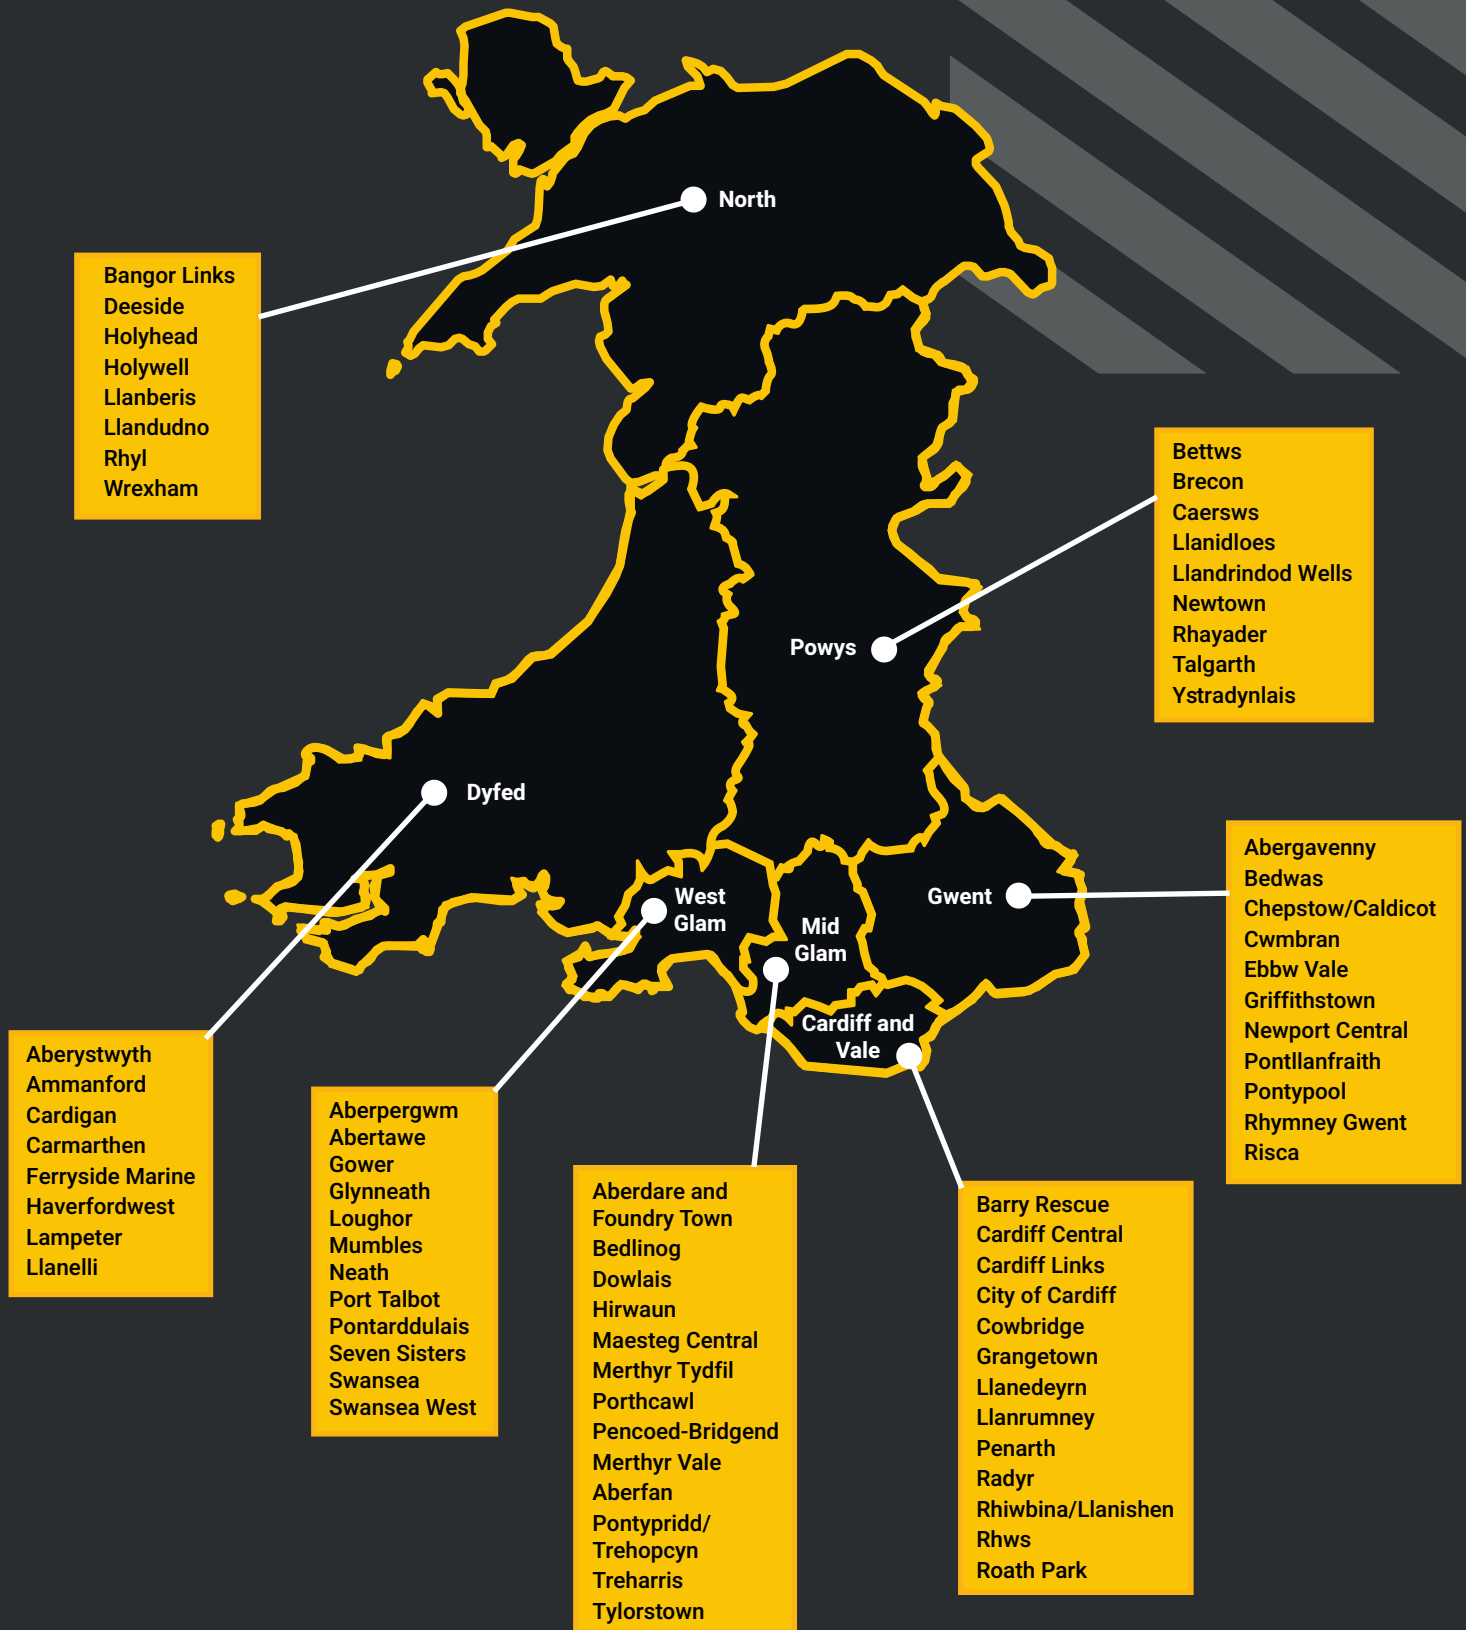 North
Bangor Links
Deeside
Holyhead
Holywell
Llanberis
Llandudno
Rhyl
Wrexham
Powys
Bettws
Brecon
Caersws
Llanidloes
Llandrindod Wells
Newtown
Rhayader
Talgarth
Ystradynlais
Dyfed
Aberystwyth
Ammanford
Cardigan
Carmarthen
Ferryside Marine
Haverfordwest
Lampeter
Llanelli
West
Glam
Aberpergwm
Abertawe
Gower
Glynneath
Loughor
Mumbles
Neath
Port Talbot
Pontarddulais
Seven Sisters
Swansea
Swansea West
Mid
Glam
Aberdare and
Foundry Town
Bedlinog
Dowlais
Hirwaun
Maesteg Central
Merthyr Tydfil
Porthcawl
Pencoed-Bridgend
Merthyr Vale
Aberfan
Pontypridd/
Trehopcyn
Treharris
Tylorstown
Cardiff and
Vale
Barry Rescue
Cardiff Central
Cardiff Links
City of Cardiff
Cowbridge
Grangetown
Llanedeyrn
Llanrumney
Penarth
Radyr
Rhiwbina/Llanishen
Rhws
Roath Park
Gwent
Abergavenny
Bedwas
Chepstow/Caldicot
Cwmbran
Ebbw Vale
Griffithstown
Newport Central
Pontllanfraith
Pontypool
Rhymney Gwent
Risca